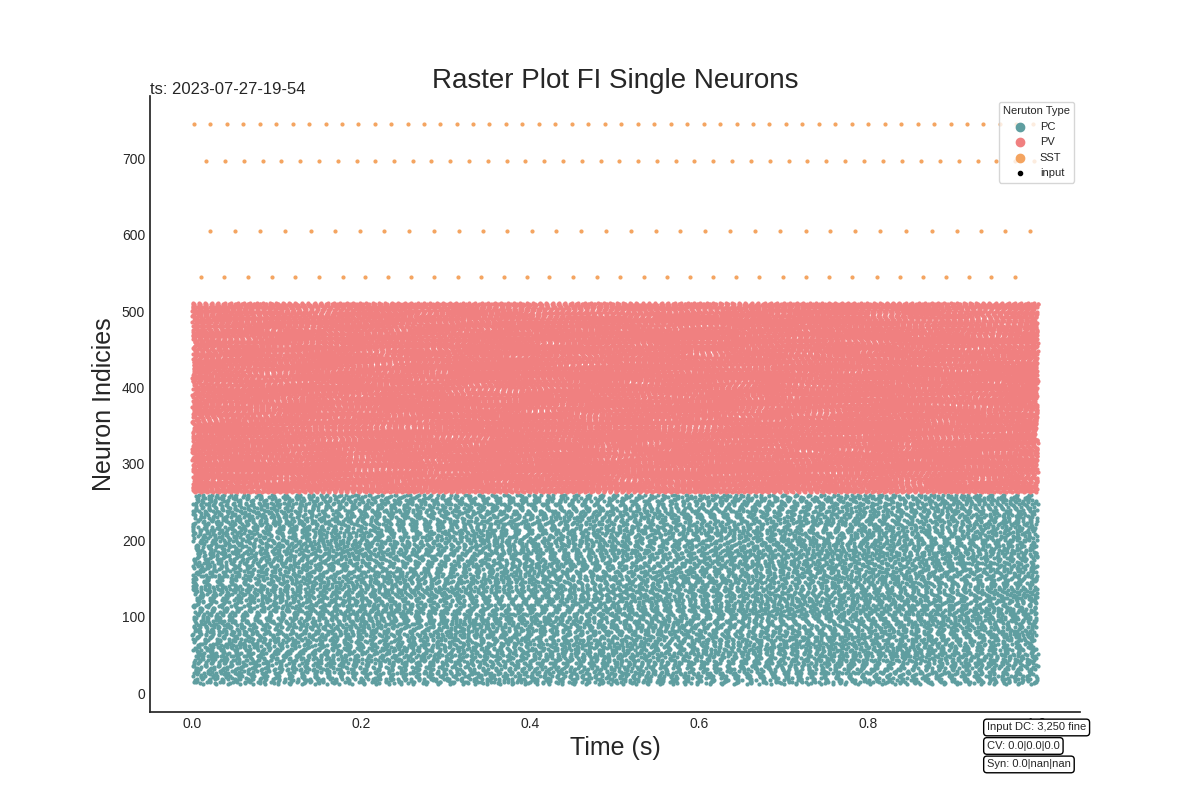 Raster Plot FI Single Neurons
ts: 2023-07-27-19-54
Neruton Type
PC
PV
SST
input
700
600
500
400
300
200
100
0
Neuron Indicies
0.0 0.2 0.4 0.6 0.8
Time (s)
Input DC: 3,250 fine
CV: 0.0|0.0|0.0
Syn: 0.0|nan|nan